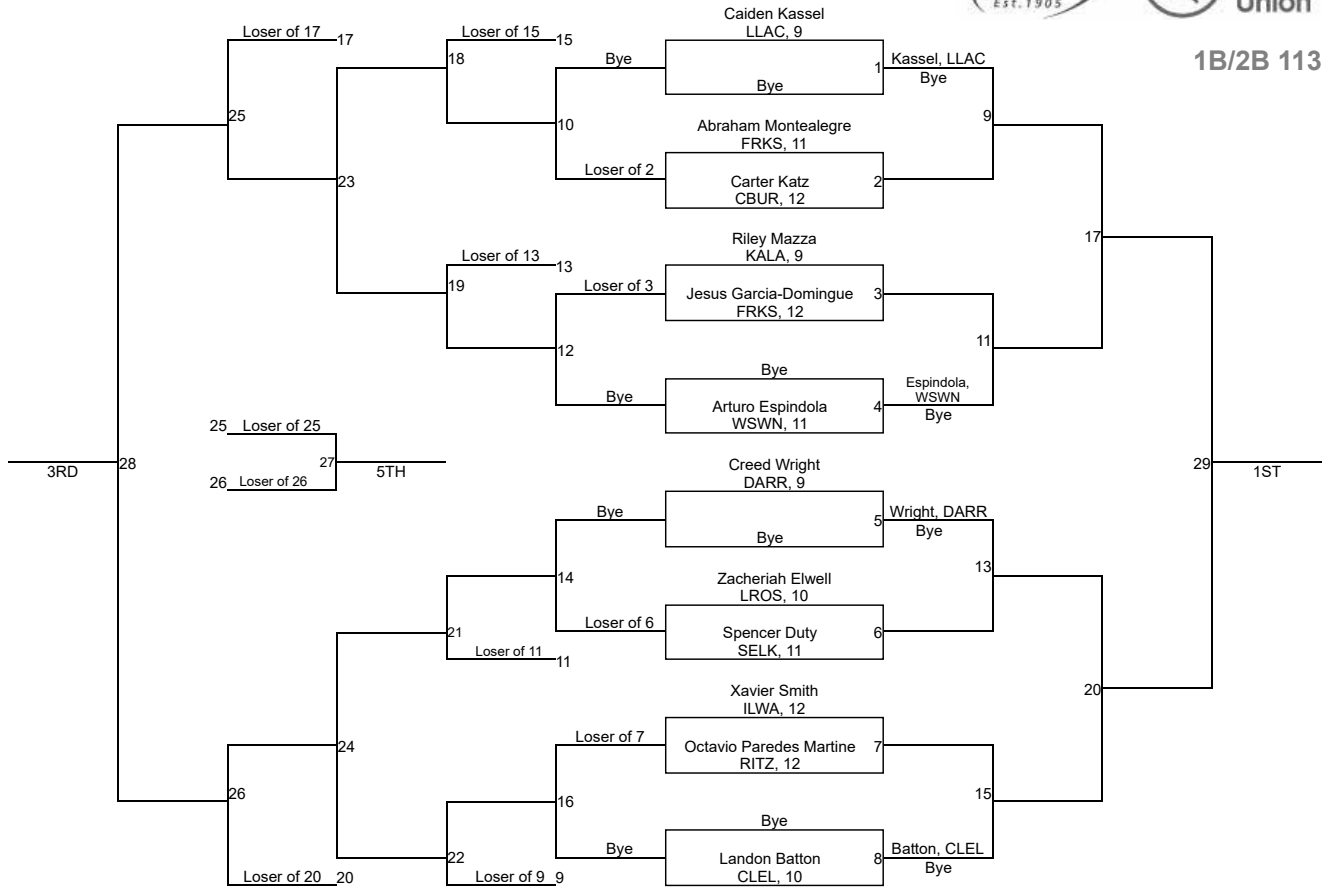 Est. 1905
Union
1B/2B 113
Caiden Kassel
LLAC, 9
Loser of 17 17
Loser of 15 15
18
Bye
1
Kassel, LLAC
Bye
Bye
25
10
9
Abraham Montealegre
FRKS, 11
Loser of 2
Carter Katz
CBUR, 12
2
23
Riley Mazza
KALA, 9
17
Loser of 13 13
19
Loser of 3
Jesus Garcia-Domingue
FRKS, 12
3
12
11
Bye
Bye
Arturo Espindola
WSWN, 11
4
Espindola,
WSWN
Bye
25 Loser of 25
3RD
28
27
5TH
26 Loser of 26
Creed Wright
DARR, 9
29
1ST
Bye
5
Wright, DARR
Bye
Bye
14
13
Zacheriah Elwell
LROS, 10
21
Loser of 6
Spencer Duty
SELK, 11
6
Loser of 11 11
Xavier Smith
ILWA, 12
20
24
Loser of 7
Octavio Paredes Martine
RITZ, 12
7
26
16
15
Bye
22
Bye
Landon Batton
CLEL, 10
8
Batton, CLEL
Bye
Loser of 20 20
Loser of 9 9